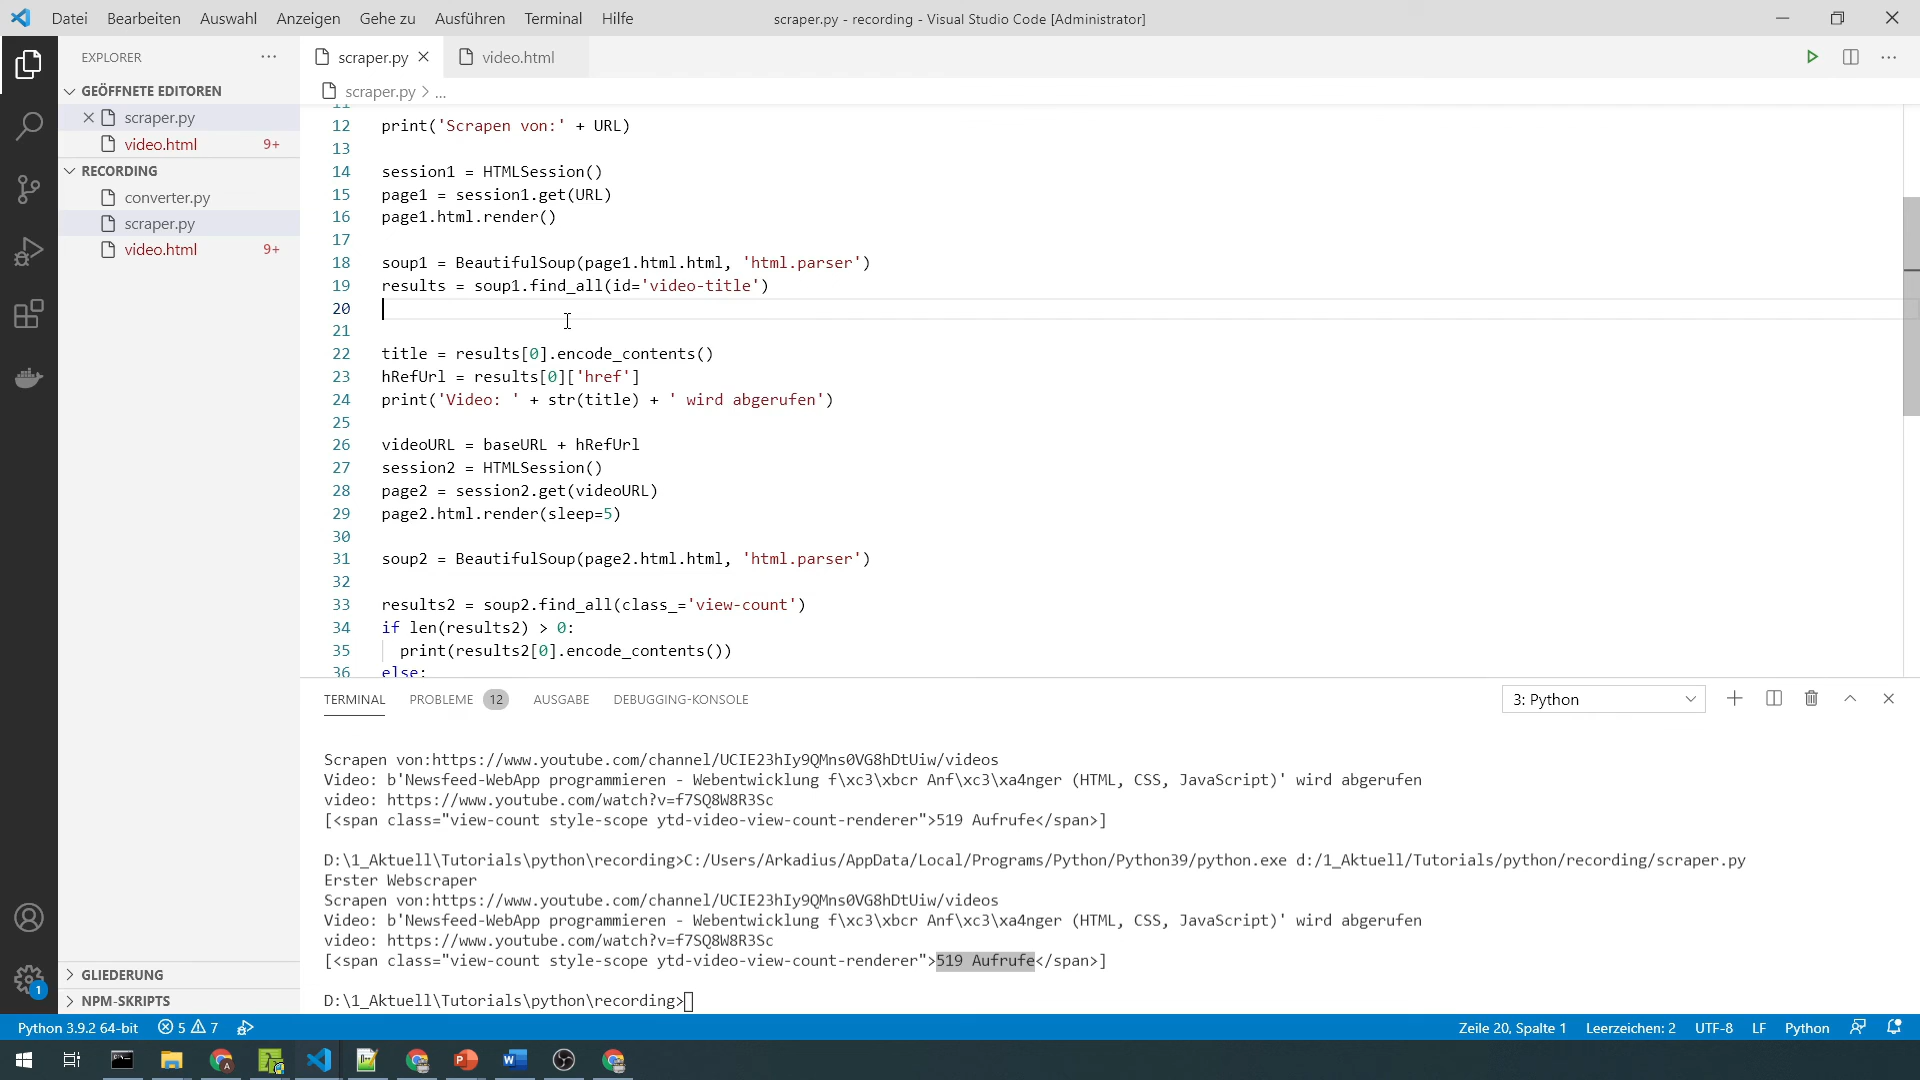 Datei Bearbeiten Auswahl Anzeigen Gehe zu Ausführen Terminal Hilfe
scraper.py - recording - Visual Studio Code [Administrator]
EXPLORER
GEÖFFNETE EDITOREN
scraper.py
video.html 9+
RECORDING
converter.py
scraper.py
video.html 9+
GLIEDERUNG
NPM-SKRIPTS
1
scraper.py
video.html
scraper.py > ...
11
12 print('Scrapen von:' + URL)
13
14 session1 = HTMLSession()
15 page1 = session1.get(URL)
16 page1.html.render()
17
18 soup1 = BeautifulSoup(page1.html.html, 'html.parser')
19 results = soup1.find_all(id='video-title')
20
21
22 title = results[0].encode_contents()
23 hRefUrl = results[0]['href']
24 print('Video: ' + str(title) + ' wird abgerufen')
25
26 videoURL = baseURL + hRefUrl
27 session2 = HTMLSession()
28 page2 = session2.get(videoURL)
29 page2.html.render(sleep=5)
30
31 soup2 = BeautifulSoup(page2.html.html, 'html.parser')
32
33 results2 = soup2.find_all(class_='view-count')
34 if len(results2) > 0:
35 print(results2[0].encode_contents())
36 else:
TERMINAL PROBLEME 12 AUSGABE DEBUGGING-KONSOLE
3: Python
Scrapen von:https://www.youtube.com/channel/UCIE23hIy9QMns0VG8hDtUiw/videos
Video: b'Newsfeed-WebApp programmieren - Webentwicklung f\xc3\xbcr Anf\xc3\xa4nger (HTML, CSS, JavaScript)' wird abgerufen
video: https://www.youtube.com/watch?v=f7SQ8W8R3Sc
[<span class="view-count style-scope ytd-video-view-count-renderer">519 Aufrufe</span>]
D:\1_Aktuell\Tutorials\python\recording>C:/Users/Arkadius/AppData/Local/Programs/Python/Python39/python.exe d:/1_Aktuell/Tutorials/python/recording/scraper.py
Erster Webscraper
Scrapen von:https://www.youtube.com/channel/UCIE23hIy9QMns0VG8hDtUiw/videos
Video: b'Newsfeed-WebApp programmieren - Webentwicklung f\xc3\xbcr Anf\xc3\xa4nger (HTML, CSS, JavaScript)' wird abgerufen
video: https://www.youtube.com/watch?v=f7SQ8W8R3Sc
[<span class="view-count style-scope ytd-video-view-count-renderer">519 Aufrufe</span>]
D:\1_Aktuell\Tutorials\python\recording>
Python 3.9.2 64-bit 5 7
Zeile 20, Spalte 1 Leerzeichen: 2 UTF-8 LF Python